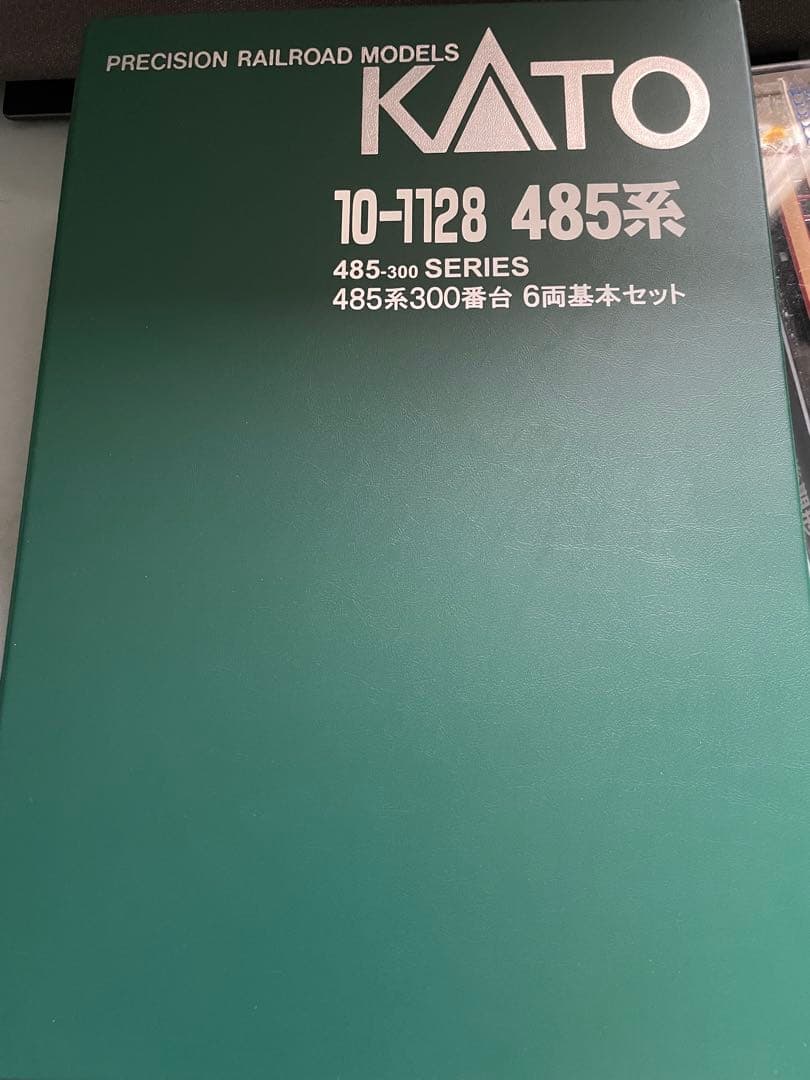 PRECISION RAILROAD MODELS
KATO
10-1128 485系
485-300 SERIES
485系300番台 6両基本セット